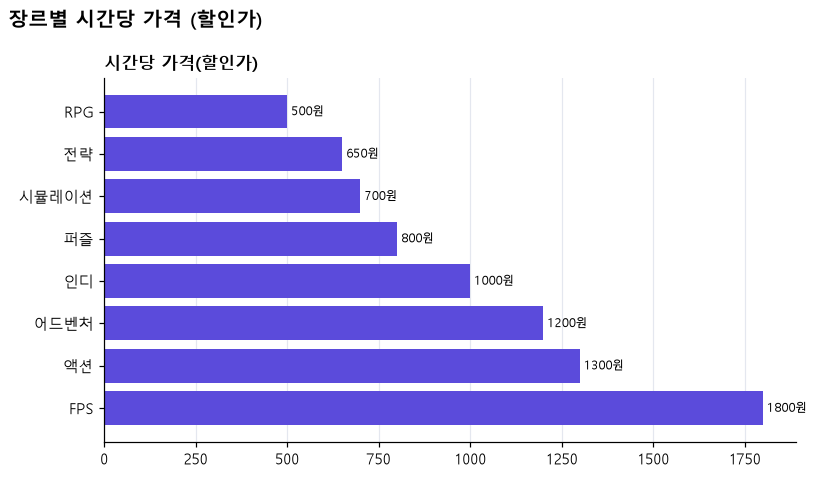 장르별 시간당 가격 (할인가)
시간당 가격(할인가)
RPG 500원
전략 650원
시뮬레이션 700원
퍼즐 800원
인디 1000원
어드벤처 1200원
액션 1300원
FPS 1800원
0 250 500 750 1000 1250 1500 1750